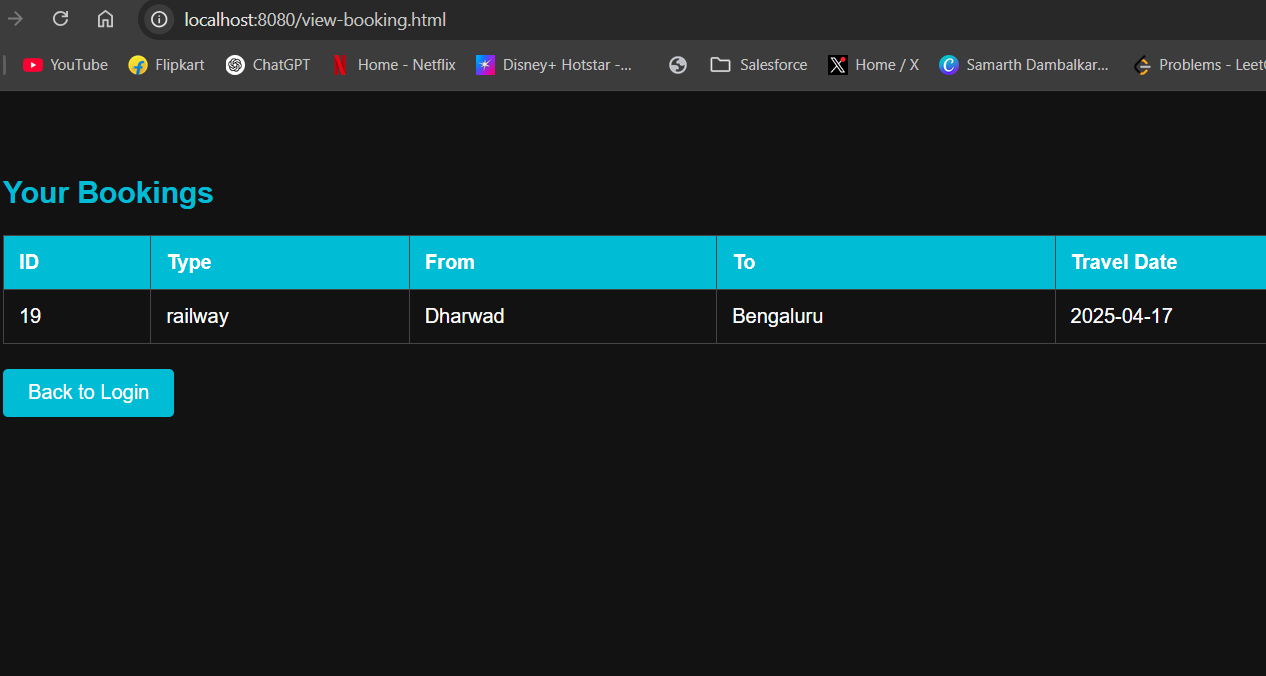 localhost:8080/view-booking.html
YouTube Flipkart ChatGPT Home - Netflix Disney+ Hotstar -... Salesforce Home / X Samarth Dambalkar... Problems - Leet
Your Bookings
ID Type From To Travel Date
19 railway Dharwad Bengaluru 2025-04-17
Back to Login